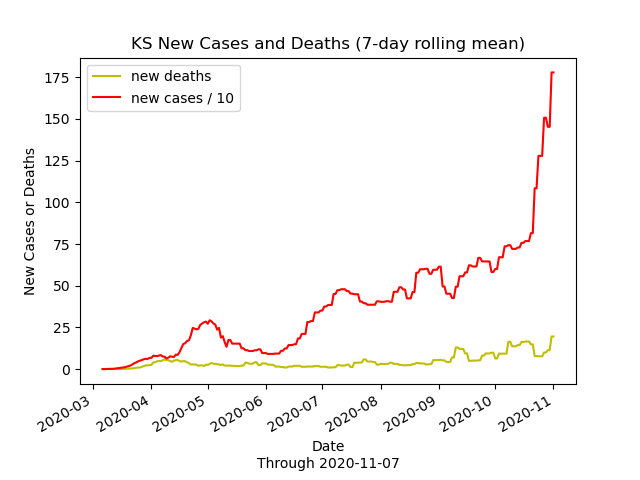 KS New Cases and Deaths (7-day rolling mean)
new deaths
new cases / 10
175
150
125
100
75
50
25
0
New Cases or Deaths
2020-03
2020-04
2020-05
2020-06
2020-07
2020-08
2020-09
2020-10
2020-11
Date
Through 2020-11-07